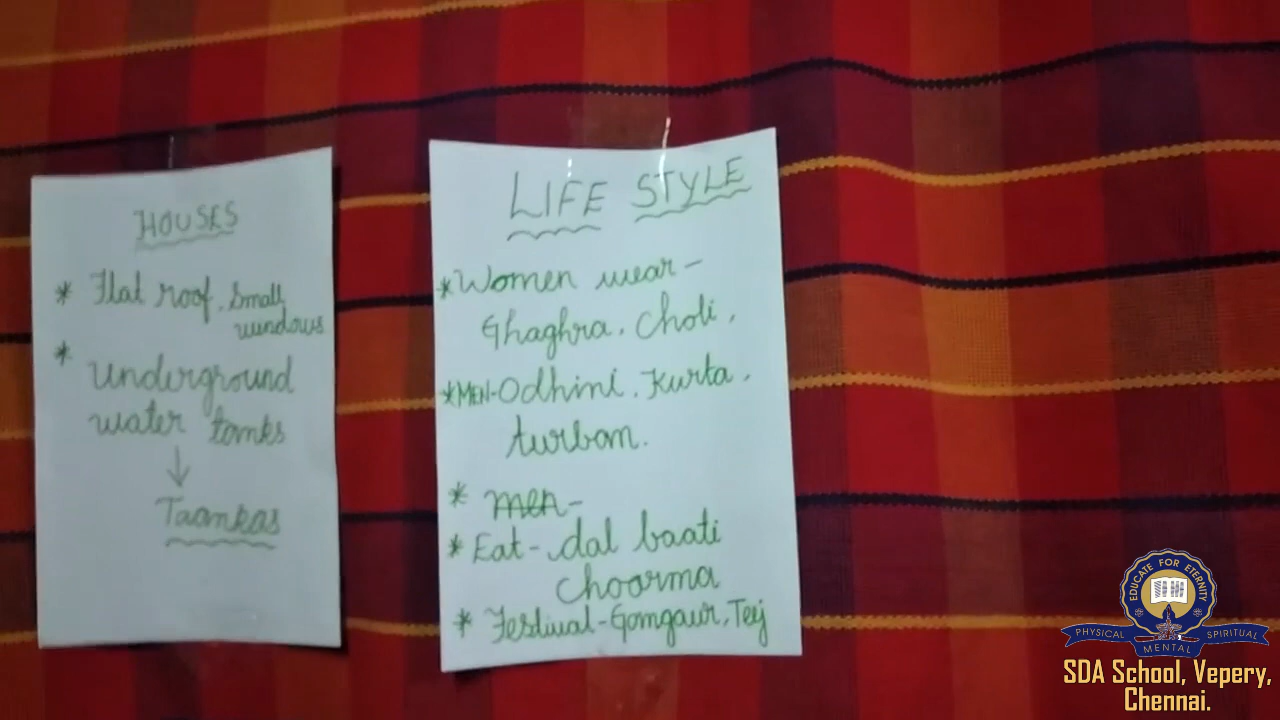 HOUSES
* Flat roof, Small
windows
* Underground
water tanks
↓
Taankas
LIFE STYLE
* Women wear -
Ghaghra, Choli,
* MEN - Odhini, Kurta,
turban.
* men -
* Eat - dal baati
choorma
* Festival - Gomgaur, Teej
EDUCATE FOR ETERNITY
PHYSICAL MENTAL SPIRITUAL
SDA School, Vepery,
Chennai.